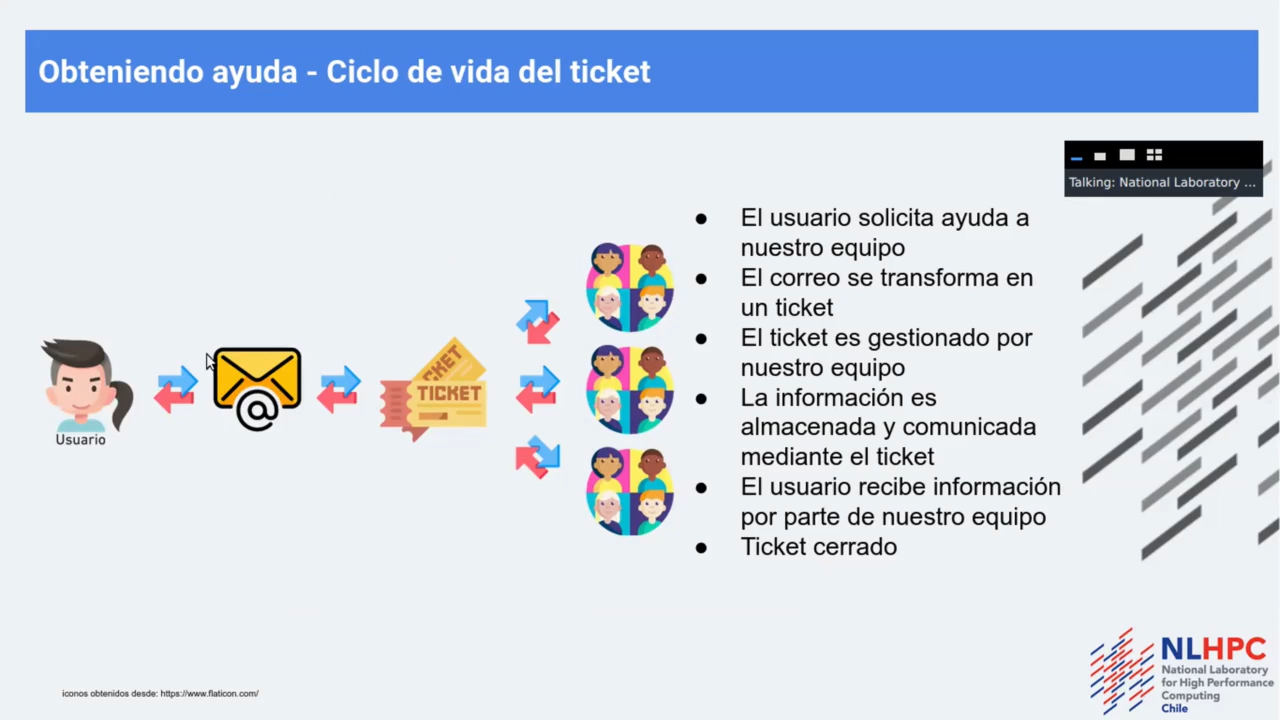 Obteniendo ayuda - Ciclo de vida del ticket
Talking: National Laboratory ...
● El usuario solicita ayuda a
nuestro equipo
● El correo se transforma en
un ticket
● El ticket es gestionado por
nuestro equipo
● La información es
almacenada y comunicada
mediante el ticket
● El usuario recibe información
por parte de nuestro equipo
● Ticket cerrado
@
CKET
TICKET
Usuario
iconos obtenidos desde: https://www.flaticon.com/
NLHPC
National Laboratory
for High Performance
Computing
Chile